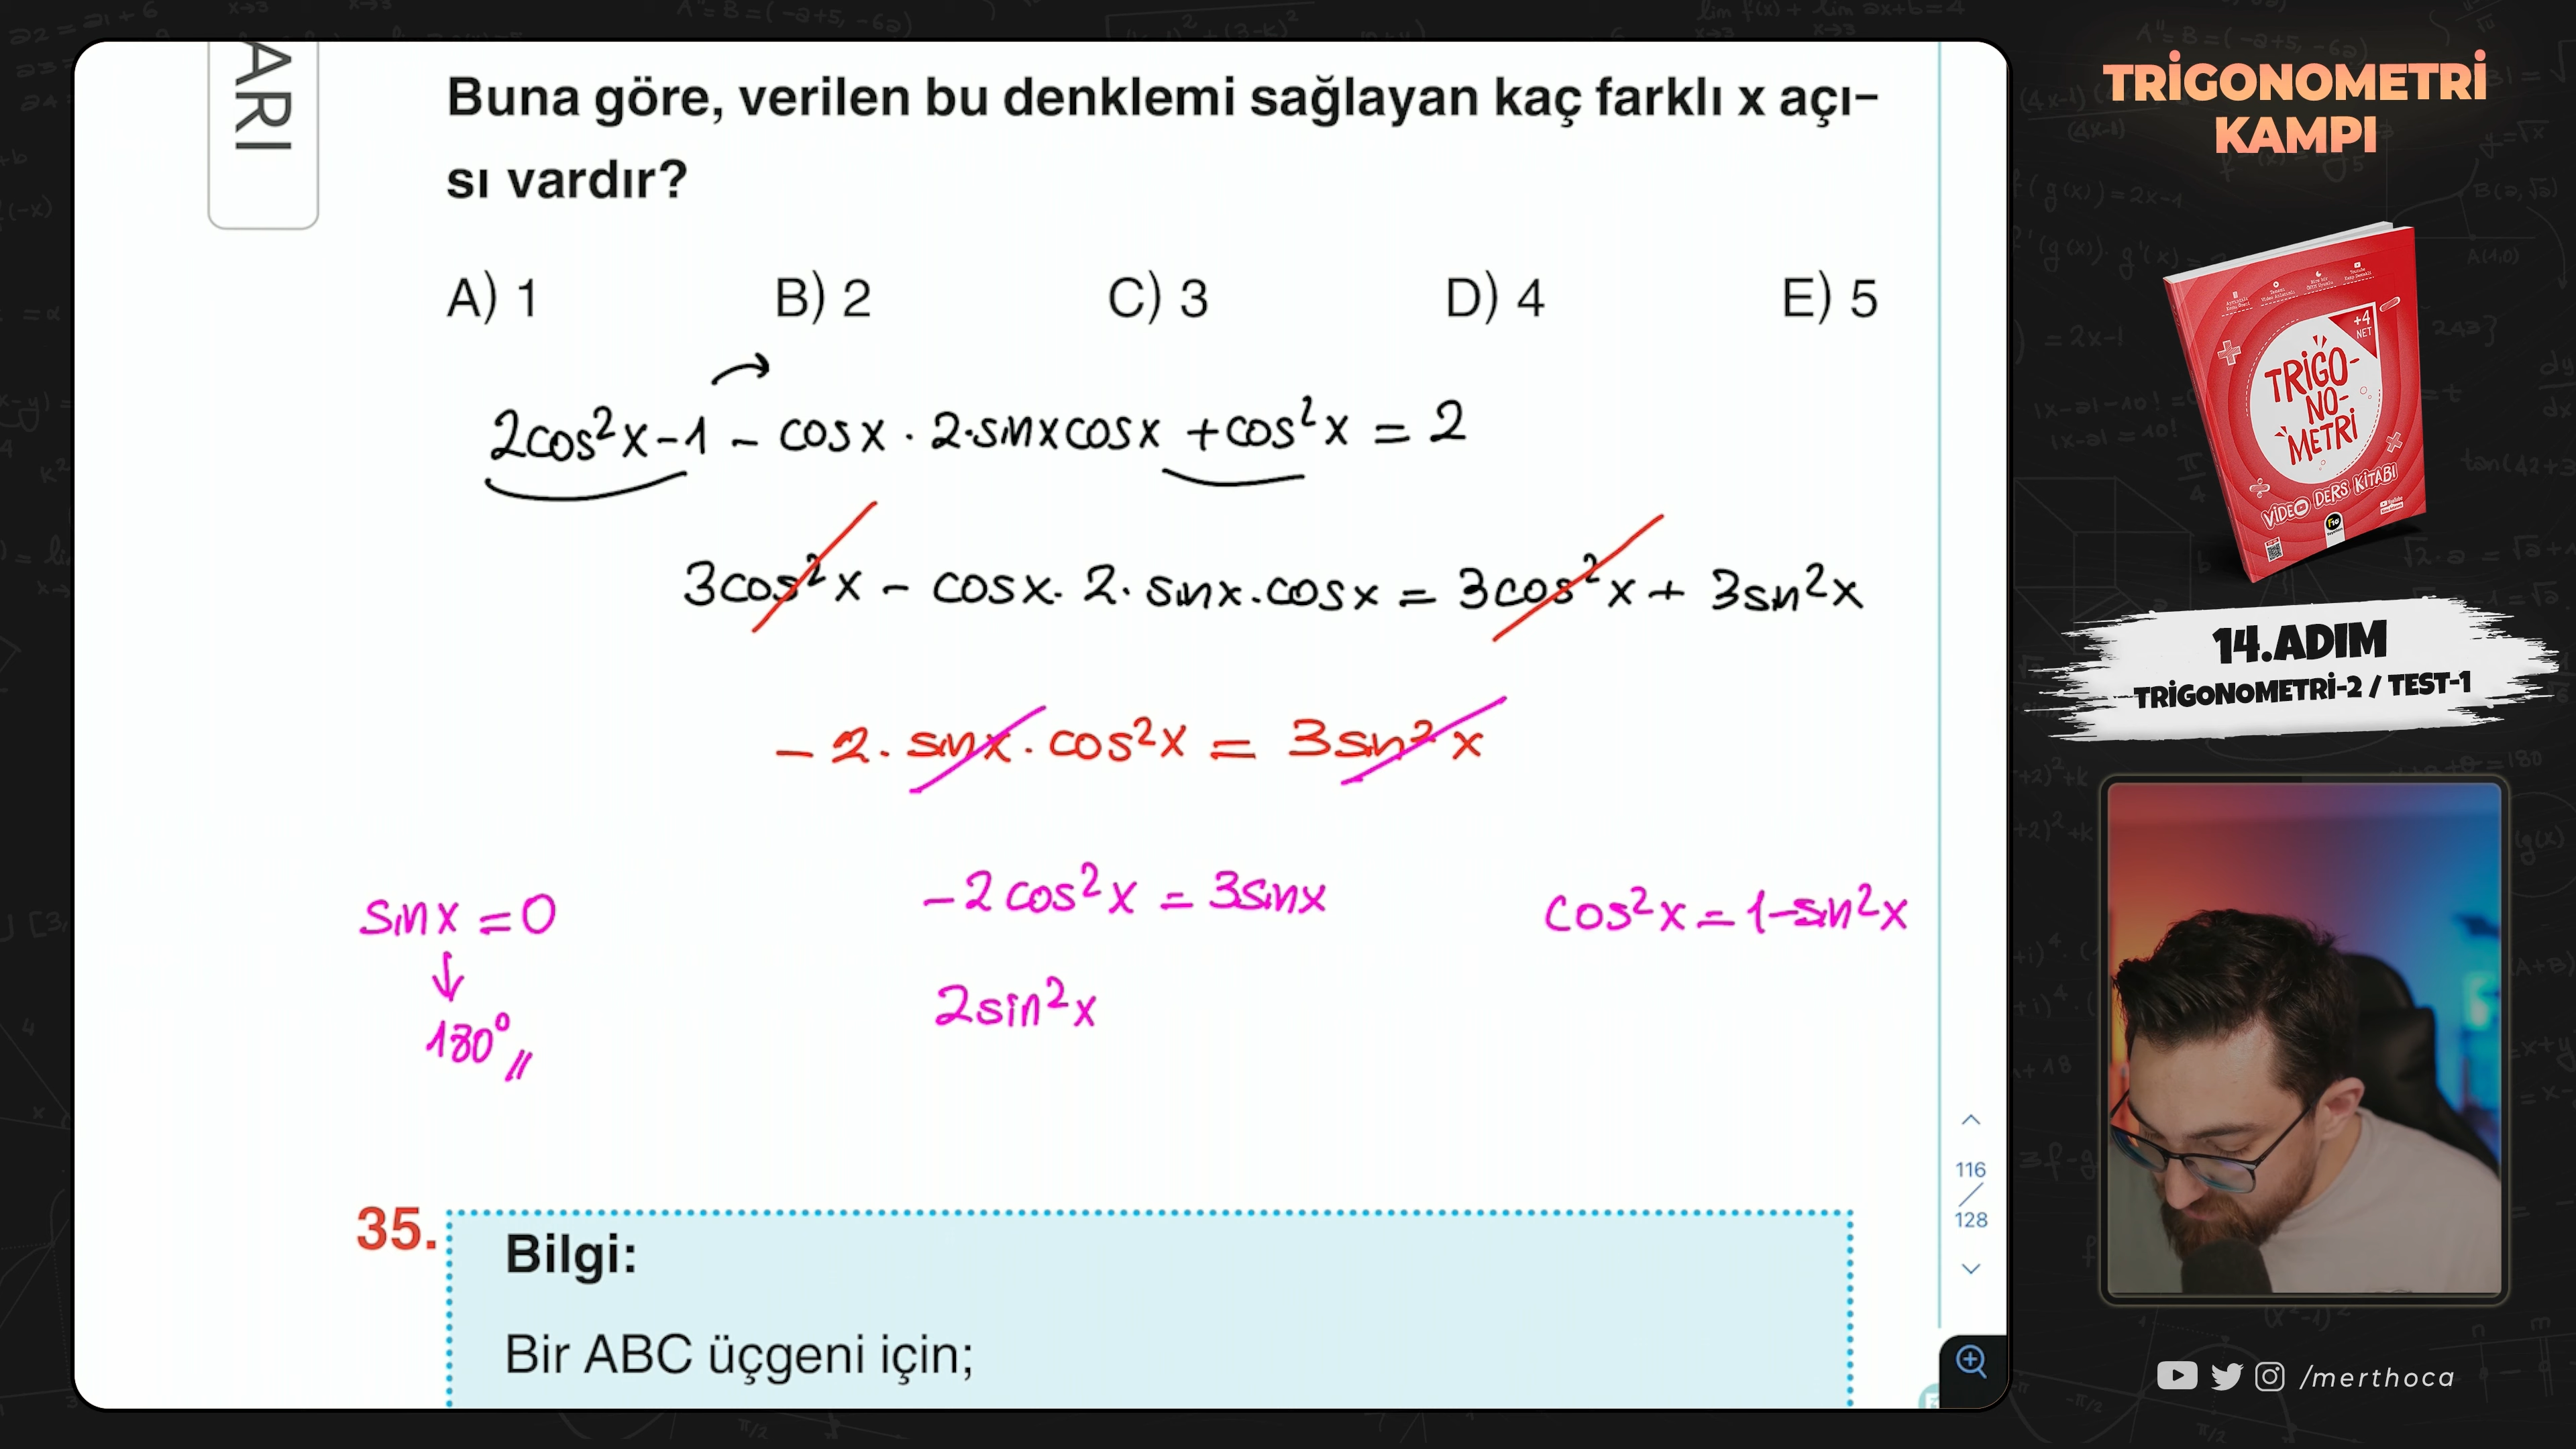 ARI
Buna göre, verilen bu denklemi sağlayan kaç farklı x açı-
sı vardır?
A) 1 B) 2 C) 3 D) 4 E) 5
2cos²x-1 - cosx · 2·sinxcosx +cos²x = 2
3cos²x - cosx· 2· sinx·cosx = 3cos²x + 3sin²x
-2· sinx· cos²x = 3sin²x
sinx = 0
-2cos²x = 3sinx
cos²x = 1-sin²x
↓
180° //
2sin²x
35.
Bilgi:
Bir ABC üçgeni için;
116
/
128
TRİGONOMETRİ
KAMPI
+4
NET
TRİGO-
NO-
METRİ
VİDEO DERS KİTABI
14.ADIM
TRİGONOMETRİ-2 / TEST-1
/merthoca